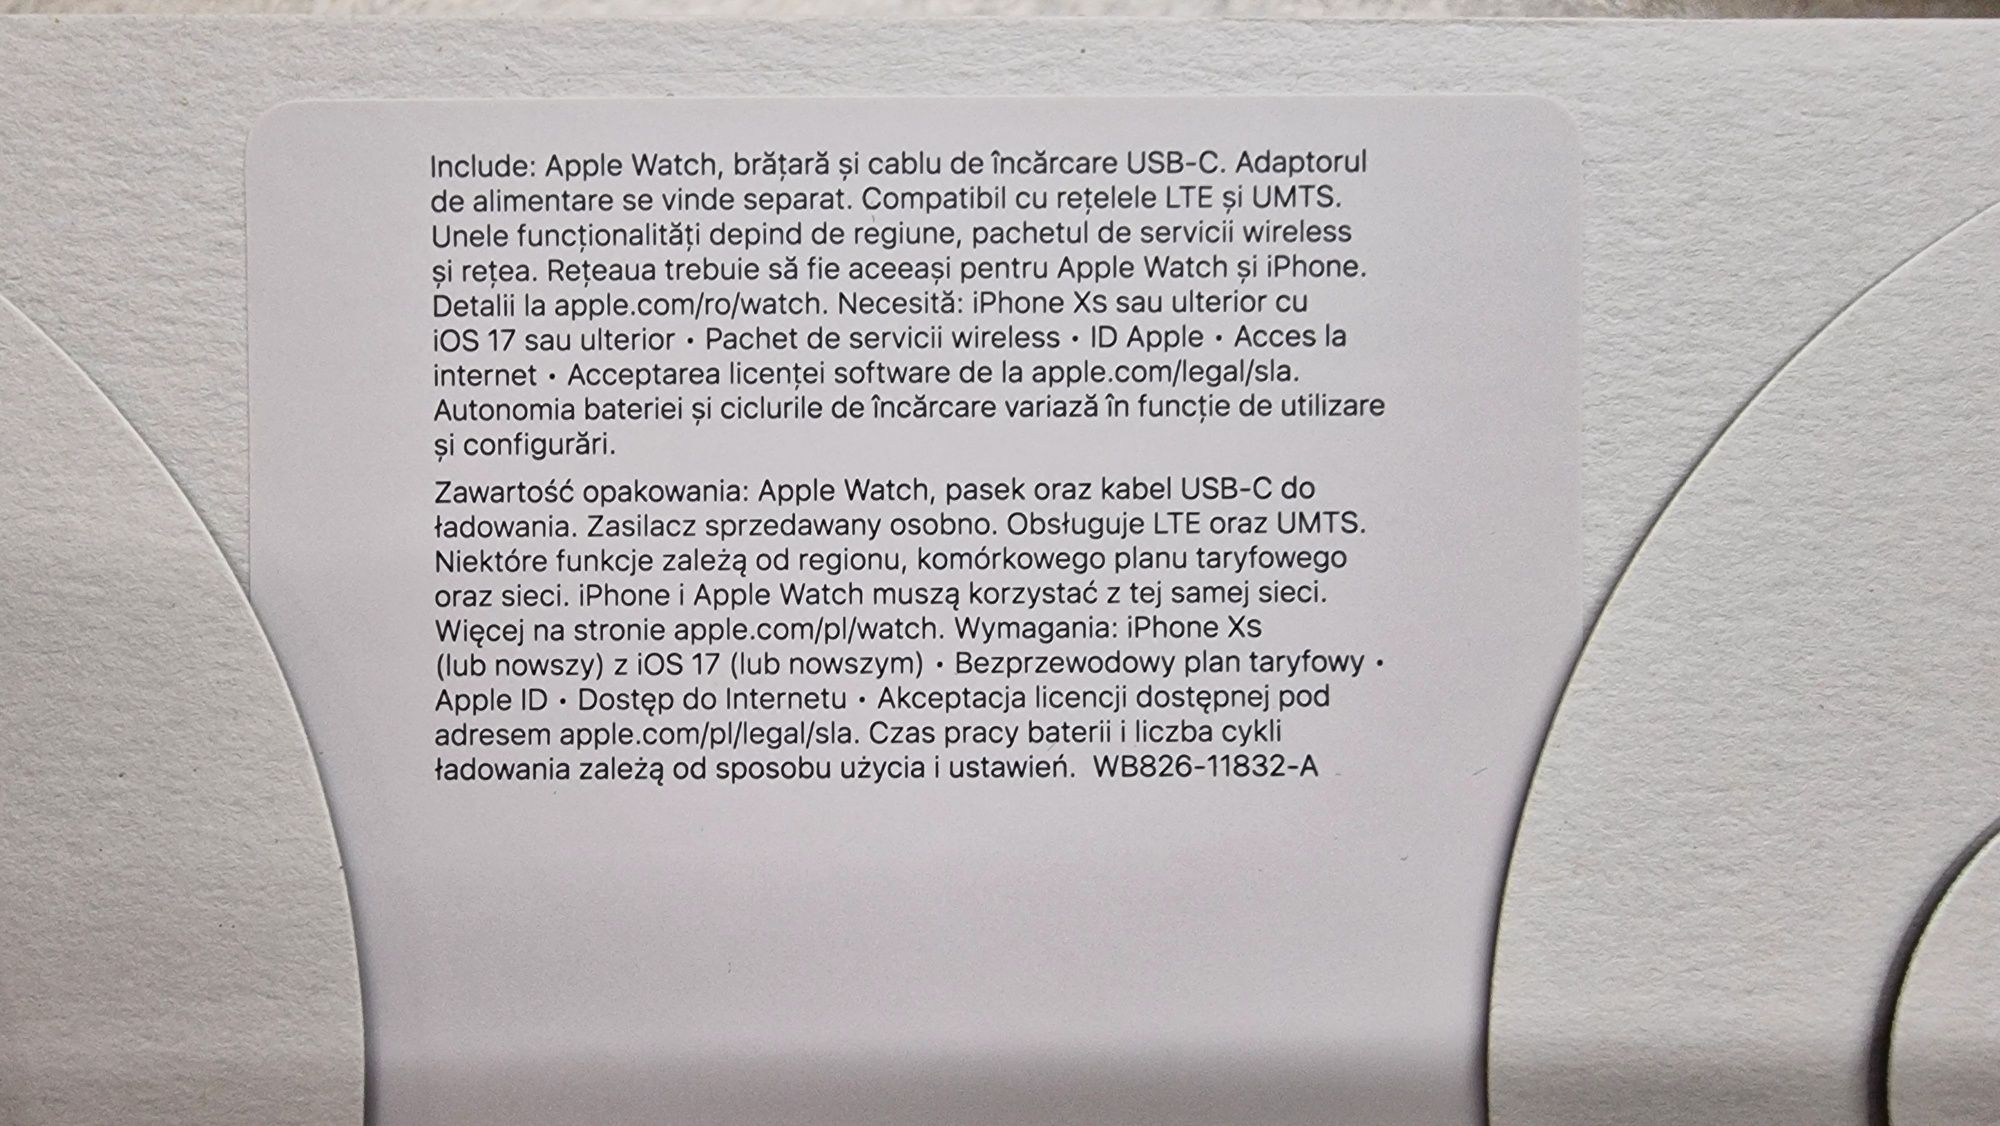 Include: Apple Watch, brățară și cablu de încărcare USB-C. Adaptorul
de alimentare se vinde separat. Compatibil cu rețelele LTE și UMTS.
Unele funcționalități depind de regiune, pachetul de servicii wireless
și rețea. Rețeaua trebuie să fie aceeași pentru Apple Watch și iPhone.
Detalii la apple.com/ro/watch. Necesită: iPhone Xs sau ulterior cu
iOS 17 sau ulterior • Pachet de servicii wireless • ID Apple • Acces la
internet • Acceptarea licenței software de la apple.com/legal/sla.
Autonomia bateriei și ciclurile de încărcare variază în funcție de utilizare
și configurări.
Zawartość opakowania: Apple Watch, pasek oraz kabel USB-C do
ładowania. Zasilacz sprzedawany osobno. Obsługuje LTE oraz UMTS.
Niektóre funkcje zależą od regionu, komórkowego planu taryfowego
oraz sieci. iPhone i Apple Watch muszą korzystać z tej samej sieci.
Więcej na stronie apple.com/pl/watch. Wymagania: iPhone Xs
(lub nowszy) z iOS 17 (lub nowszym) • Bezprzewodowy plan taryfowy •
Apple ID • Dostęp do Internetu • Akceptacja licencji dostępnej pod
adresem apple.com/pl/legal/sla. Czas pracy baterii i liczba cykli
ładowania zależą od sposobu użycia i ustawień. WB826-11832-A